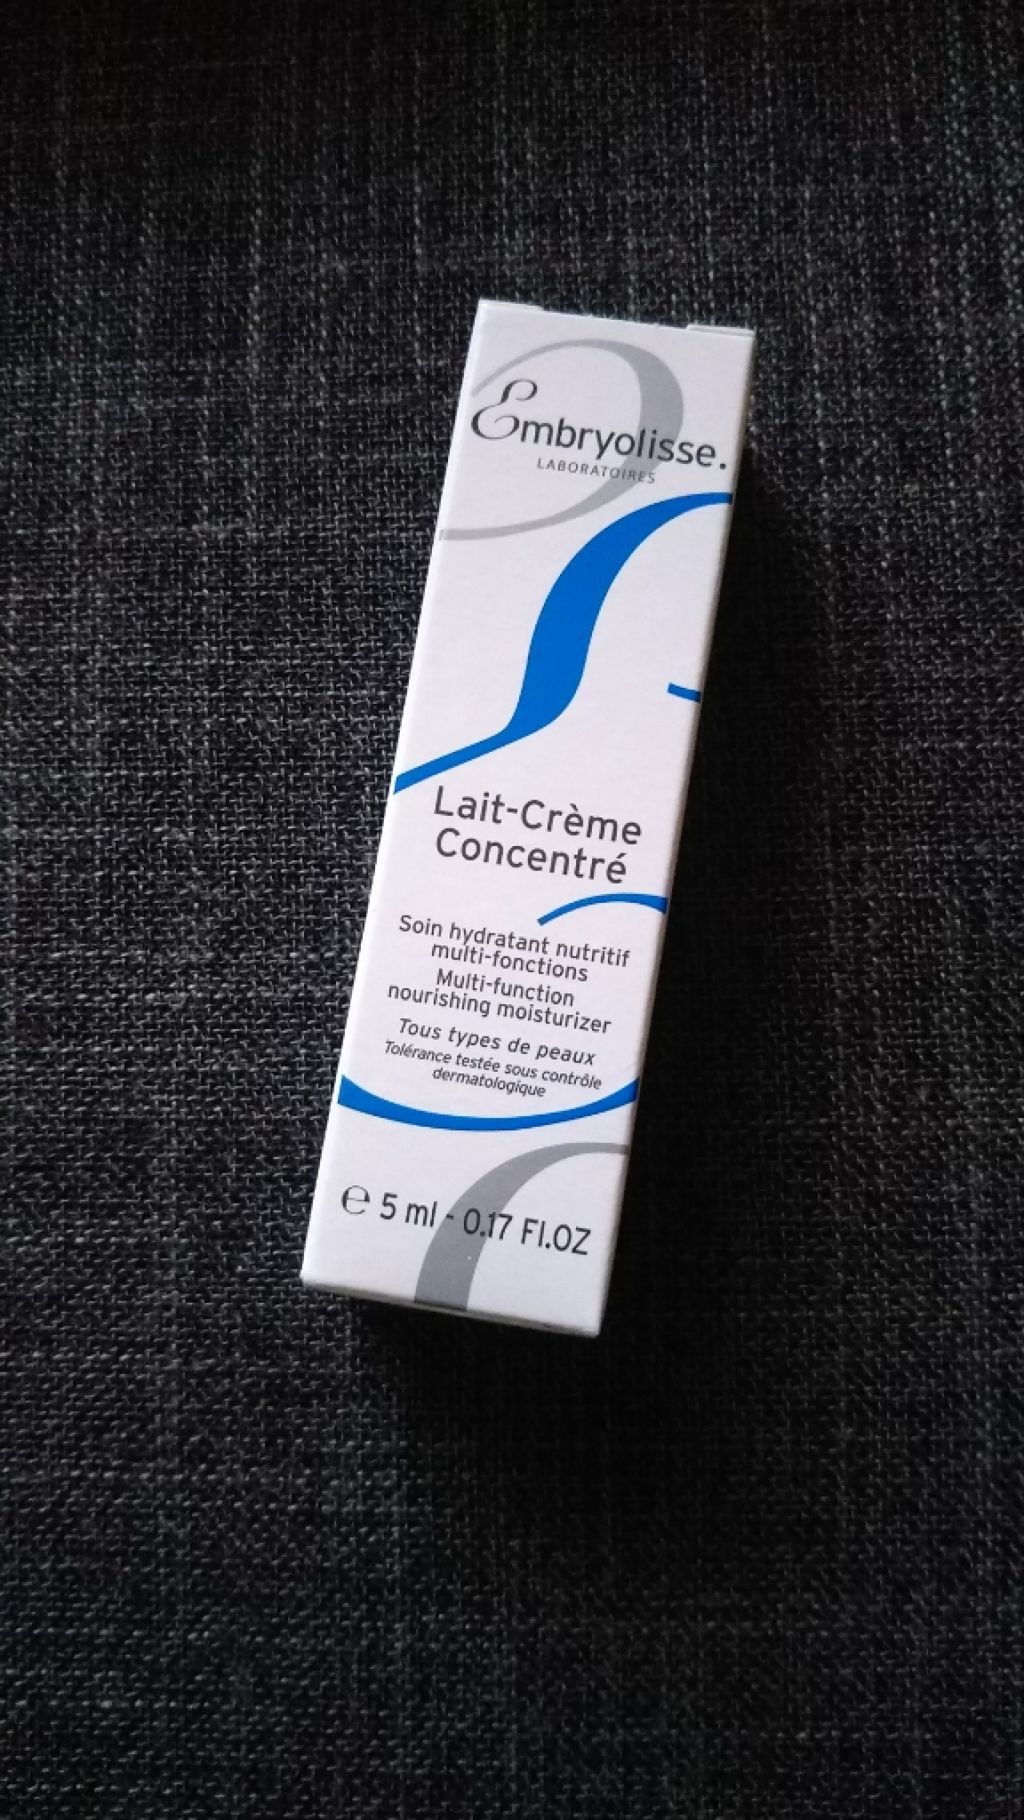 Embryolisse.
LABORATOIRES
Lait-Crème
Concentré
Soin hydratant nutritif
multi-fonctions
Multi-function
nourishing moisturizer
Tous types de peaux
Tolérance testée sous contrôle
dermatologique
℮ 5 ml - 0.17 Fl.OZ